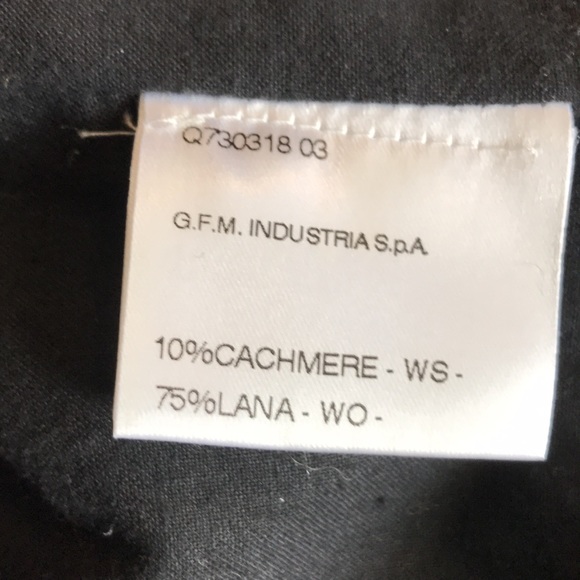 Q730318 03
G.F.M. INDUSTRIA S.p.A.
10%CACHMERE - WS -
75%LANA - WO -